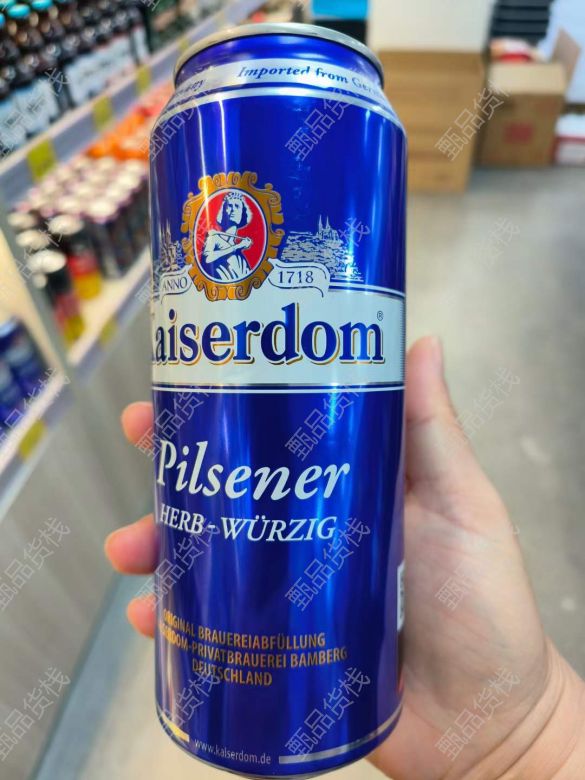 Imported from Ger
ANNO 1718
aiserdom®
Pilsener
HERB - WÜRZIG
ORIGINAL BRAUEREIABFÜLLUNG
RDOM-PRIVATBRAUEREI BAMBERG
DEUTSCHLAND
www.kaiserdom.de
甄品货栈